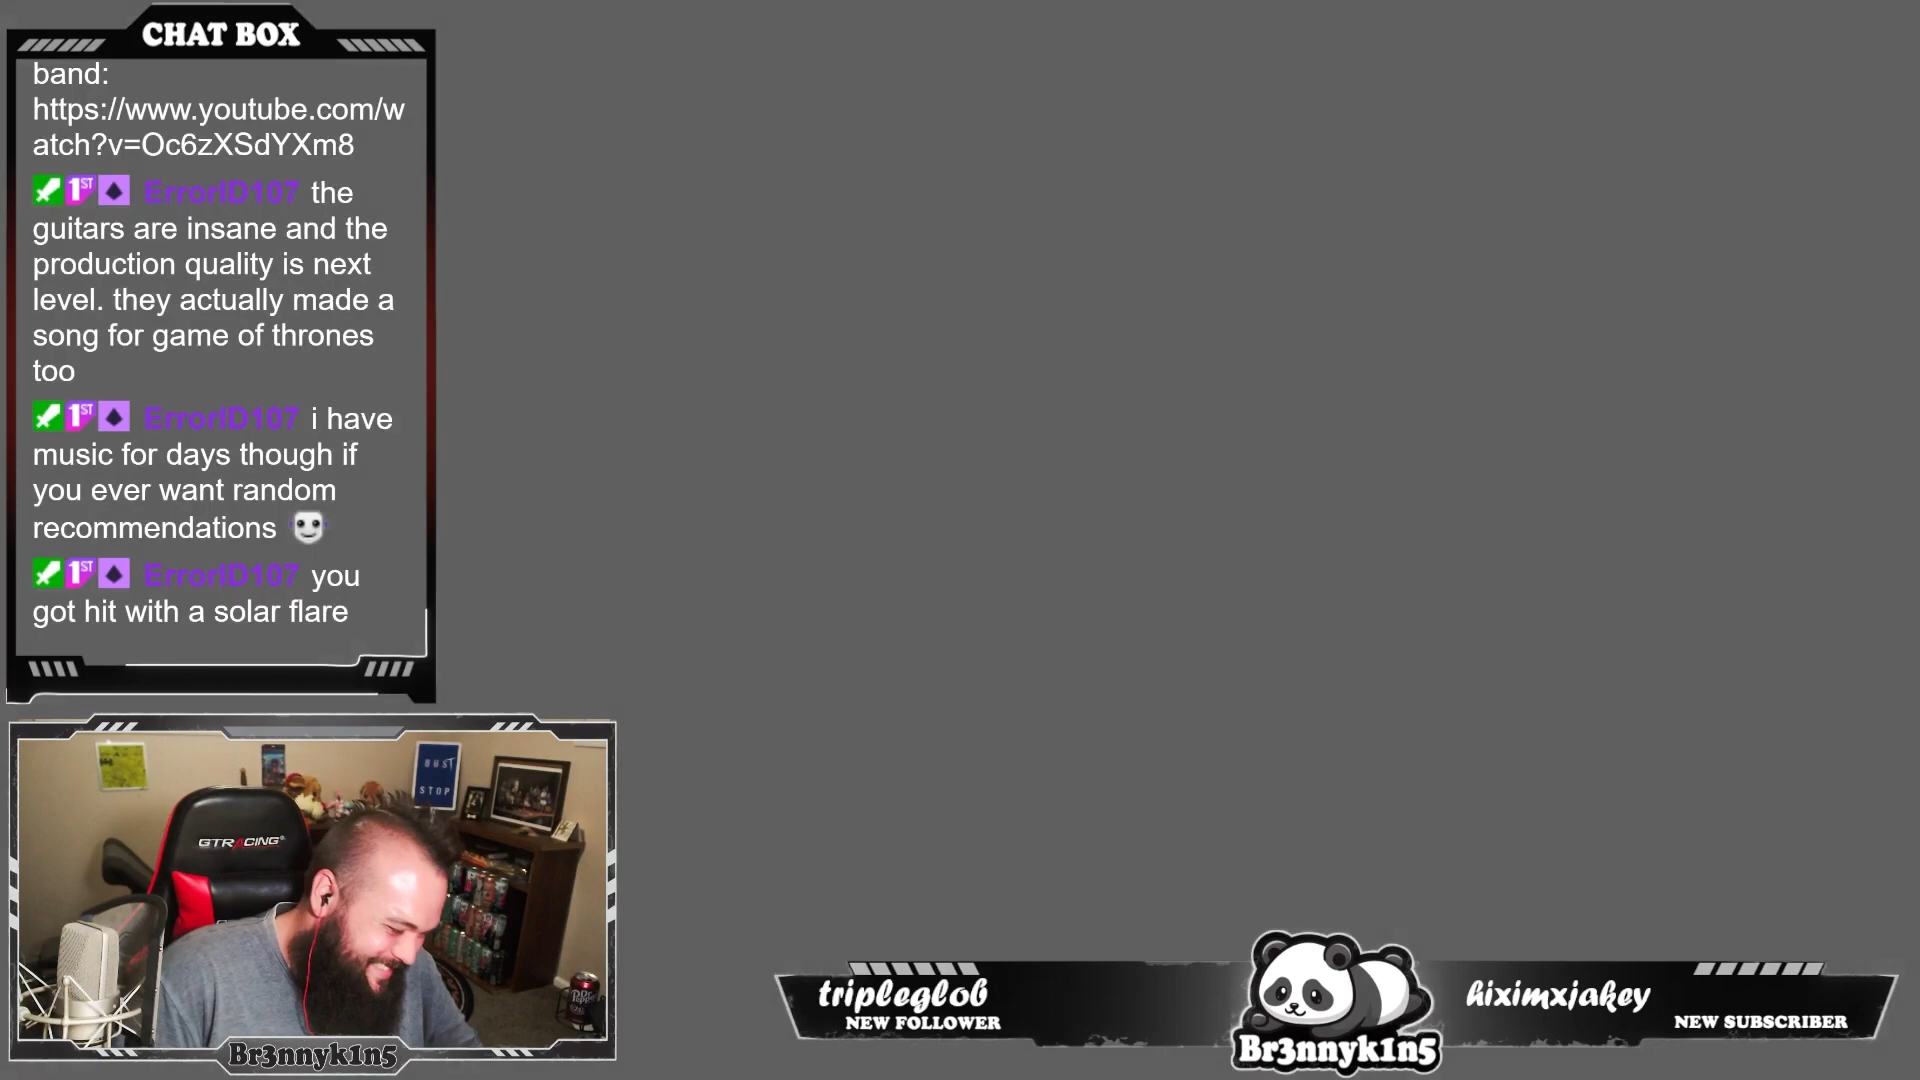 CHAT BOX
band:
https://www.youtube.com/w
atch?v=Oc6zXSdYXm8
1ST ErrorID107 the
guitars are insane and the
production quality is next
level. they actually made a
song for game of thrones
too
1ST ErrorID107 i have
music for days though if
you ever want random
recommendations
1ST ErrorID107 you
got hit with a solar flare
BUST
STOP
GTRACING
Dr Pepper
Br3nnyk1n5
tripleglob
NEW FOLLOWER
Br3nnyk1n5
hiximxjakey
NEW SUBSCRIBER